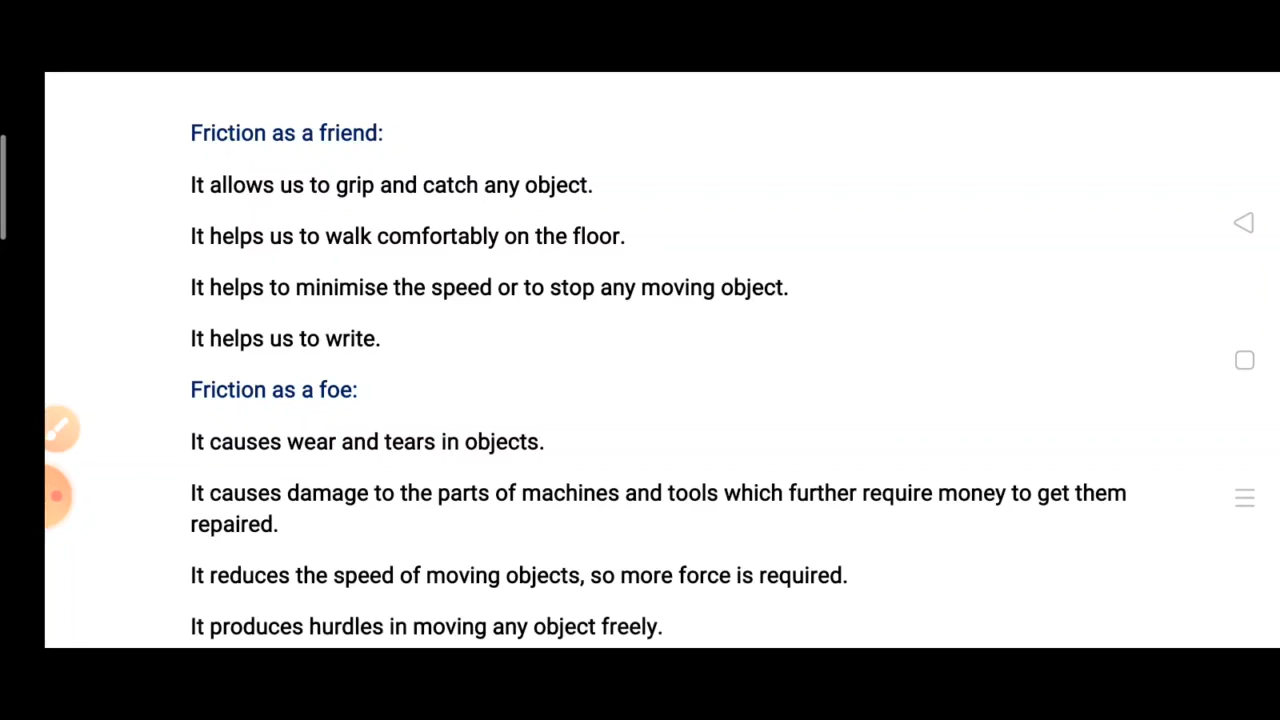 Friction as a friend:
It allows us to grip and catch any object.
It helps us to walk comfortably on the floor.
It helps to minimise the speed or to stop any moving object.
It helps us to write.
Friction as a foe:
It causes wear and tears in objects.
It causes damage to the parts of machines and tools which further require money to get them
repaired.
It reduces the speed of moving objects, so more force is required.
It produces hurdles in moving any object freely.